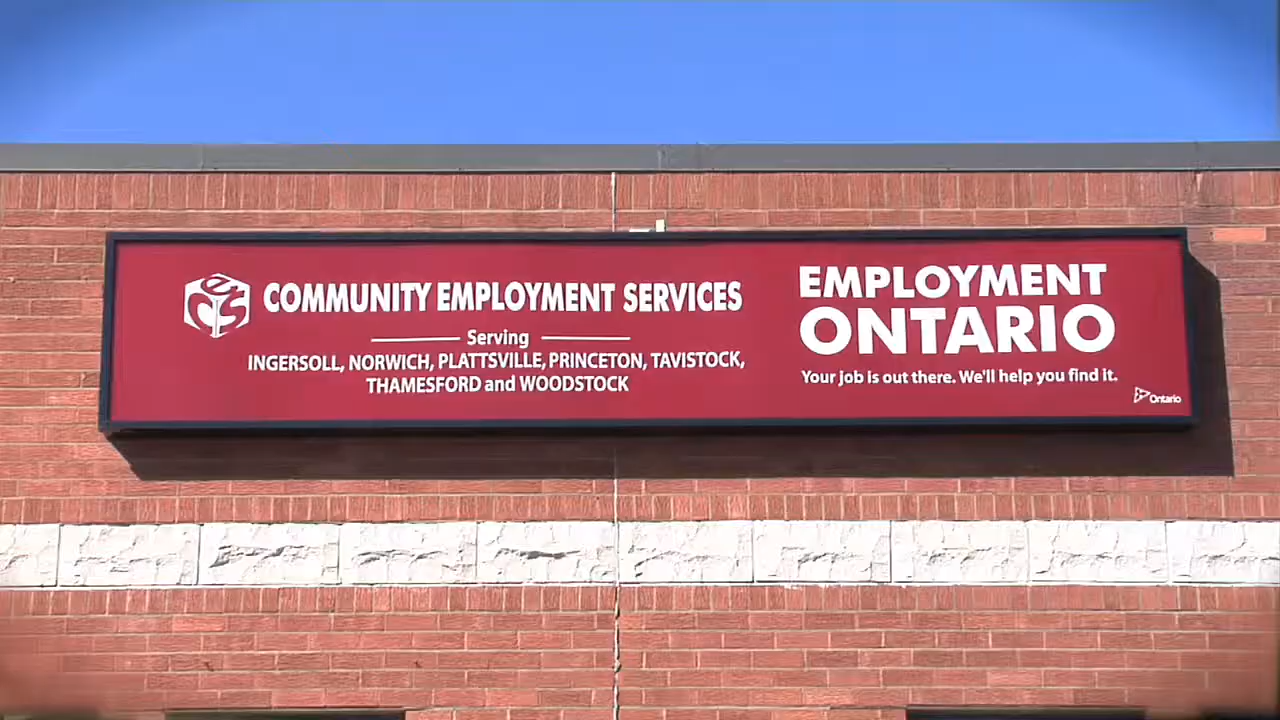 ces
COMMUNITY EMPLOYMENT SERVICES
Serving
INGERSOLL, NORWICH, PLATTSVILLE, PRINCETON, TAVISTOCK,
THAMESFORD and WOODSTOCK
EMPLOYMENT
ONTARIO
Your job is out there. We'll help you find it.
Ontario